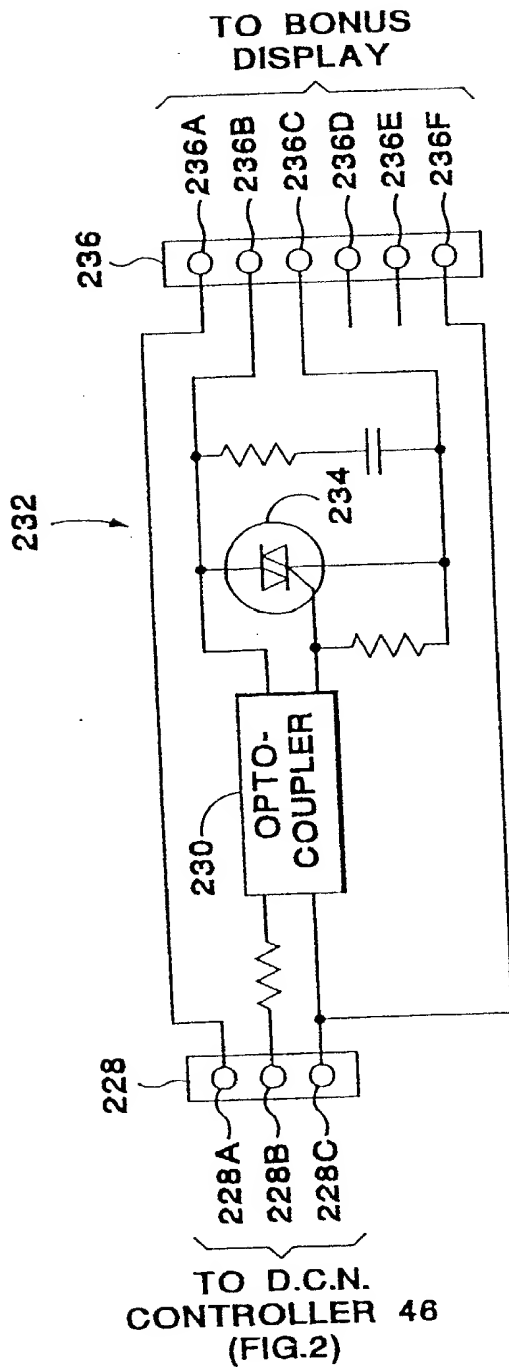 TO BONUS
DISPLAY
236
236A
236B
236C
236D
236E
236F
232
234
230
OPTO-
COUPLER
228
228A
228B
228C
TO D.C.N.
CONTROLLER 46
(FIG.2)